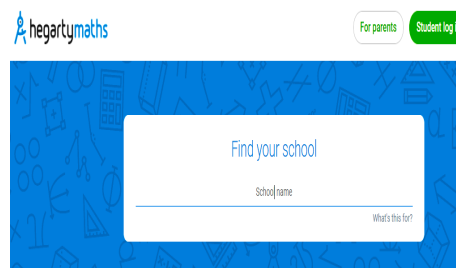 hegartymaths
For parents
Student log i
Find your school
School name
What's this for?